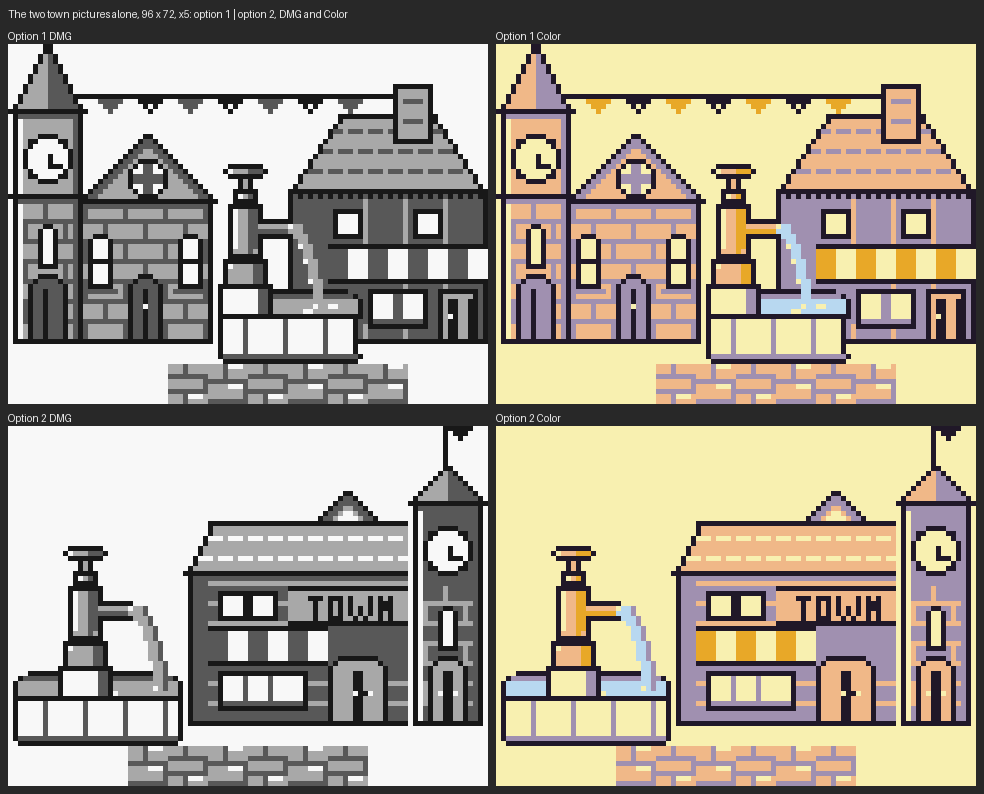 The two town pictures alone, 96 x 72, x5: option 1 | option 2, DMG and Color
Option 1 DMG
Option 1 Color
Option 2 DMG
Option 2 Color
TOWN
TOWN